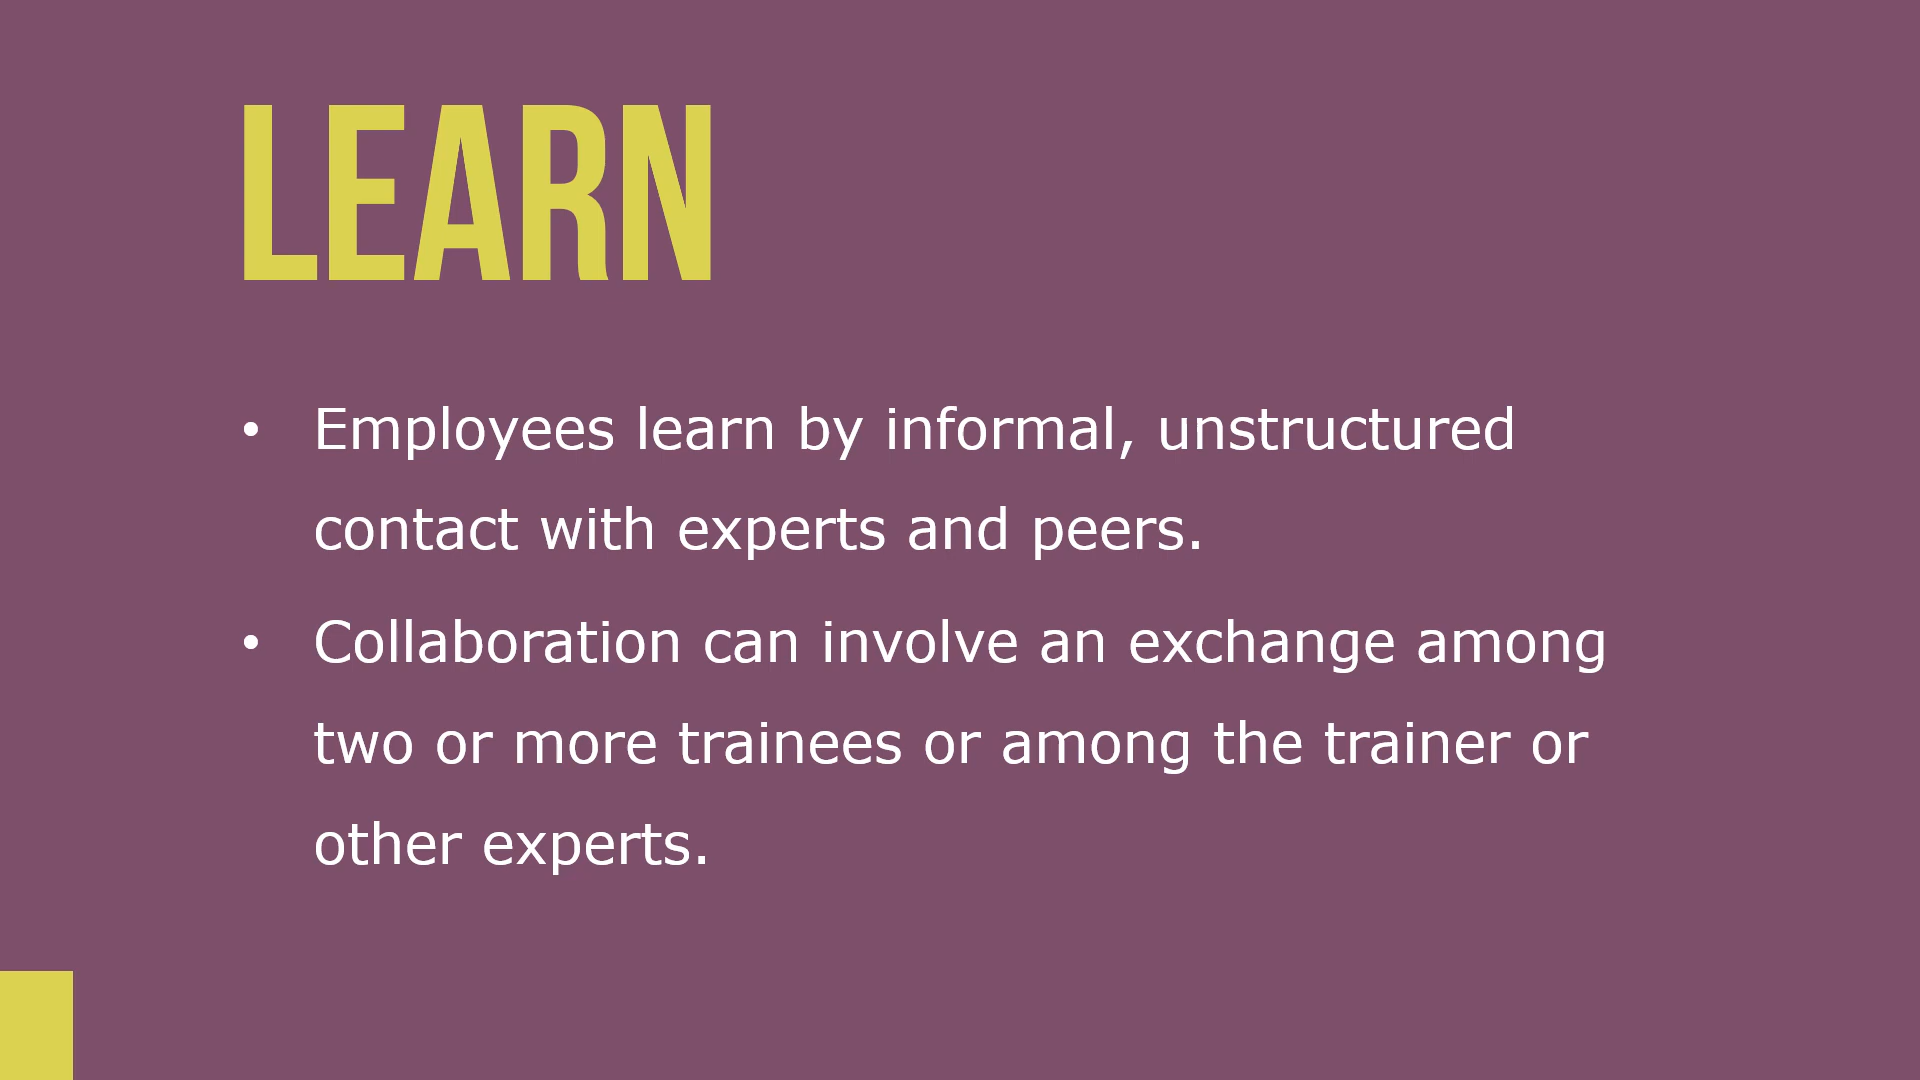 LEARN
• Employees learn by informal, unstructured
contact with experts and peers.
• Collaboration can involve an exchange among
two or more trainees or among the trainer or
other experts.